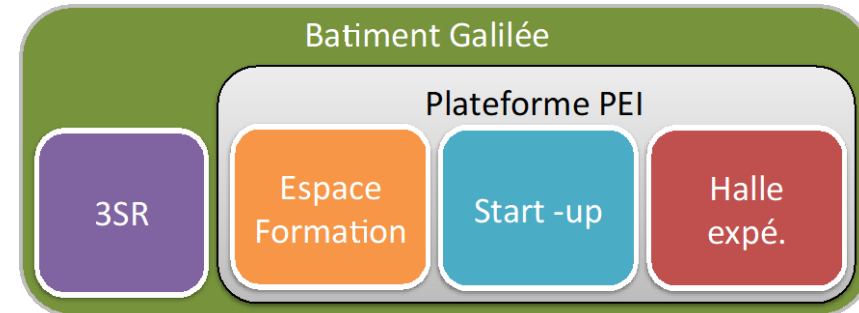 Batiment Galilée
Plateforme PEI
3SR
Espace
Formation
Start -up
Halle
expé.